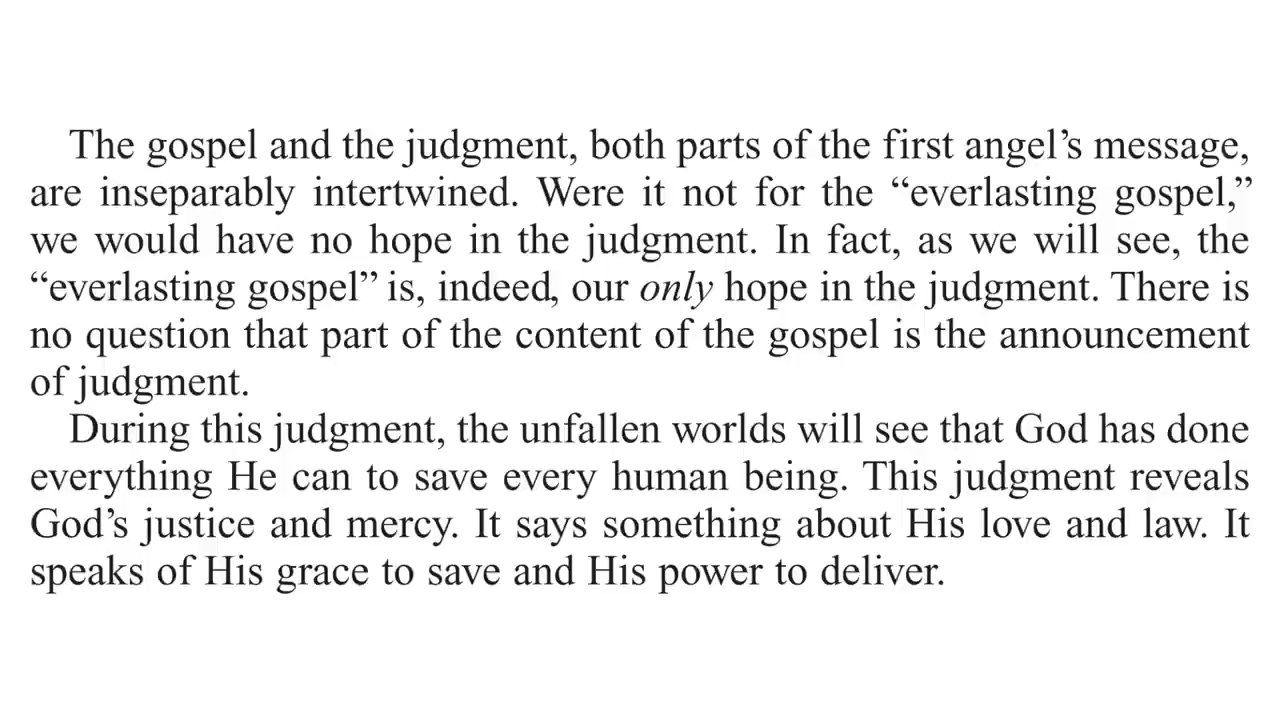 The gospel and the judgment, both parts of the first angel’s message,
are inseparably intertwined. Were it not for the “everlasting gospel,”
we would have no hope in the judgment. In fact, as we will see, the
“everlasting gospel” is, indeed, our only hope in the judgment. There is
no question that part of the content of the gospel is the announcement
of judgment.
During this judgment, the unfallen worlds will see that God has done
everything He can to save every human being. This judgment reveals
God’s justice and mercy. It says something about His love and law. It
speaks of His grace to save and His power to deliver.